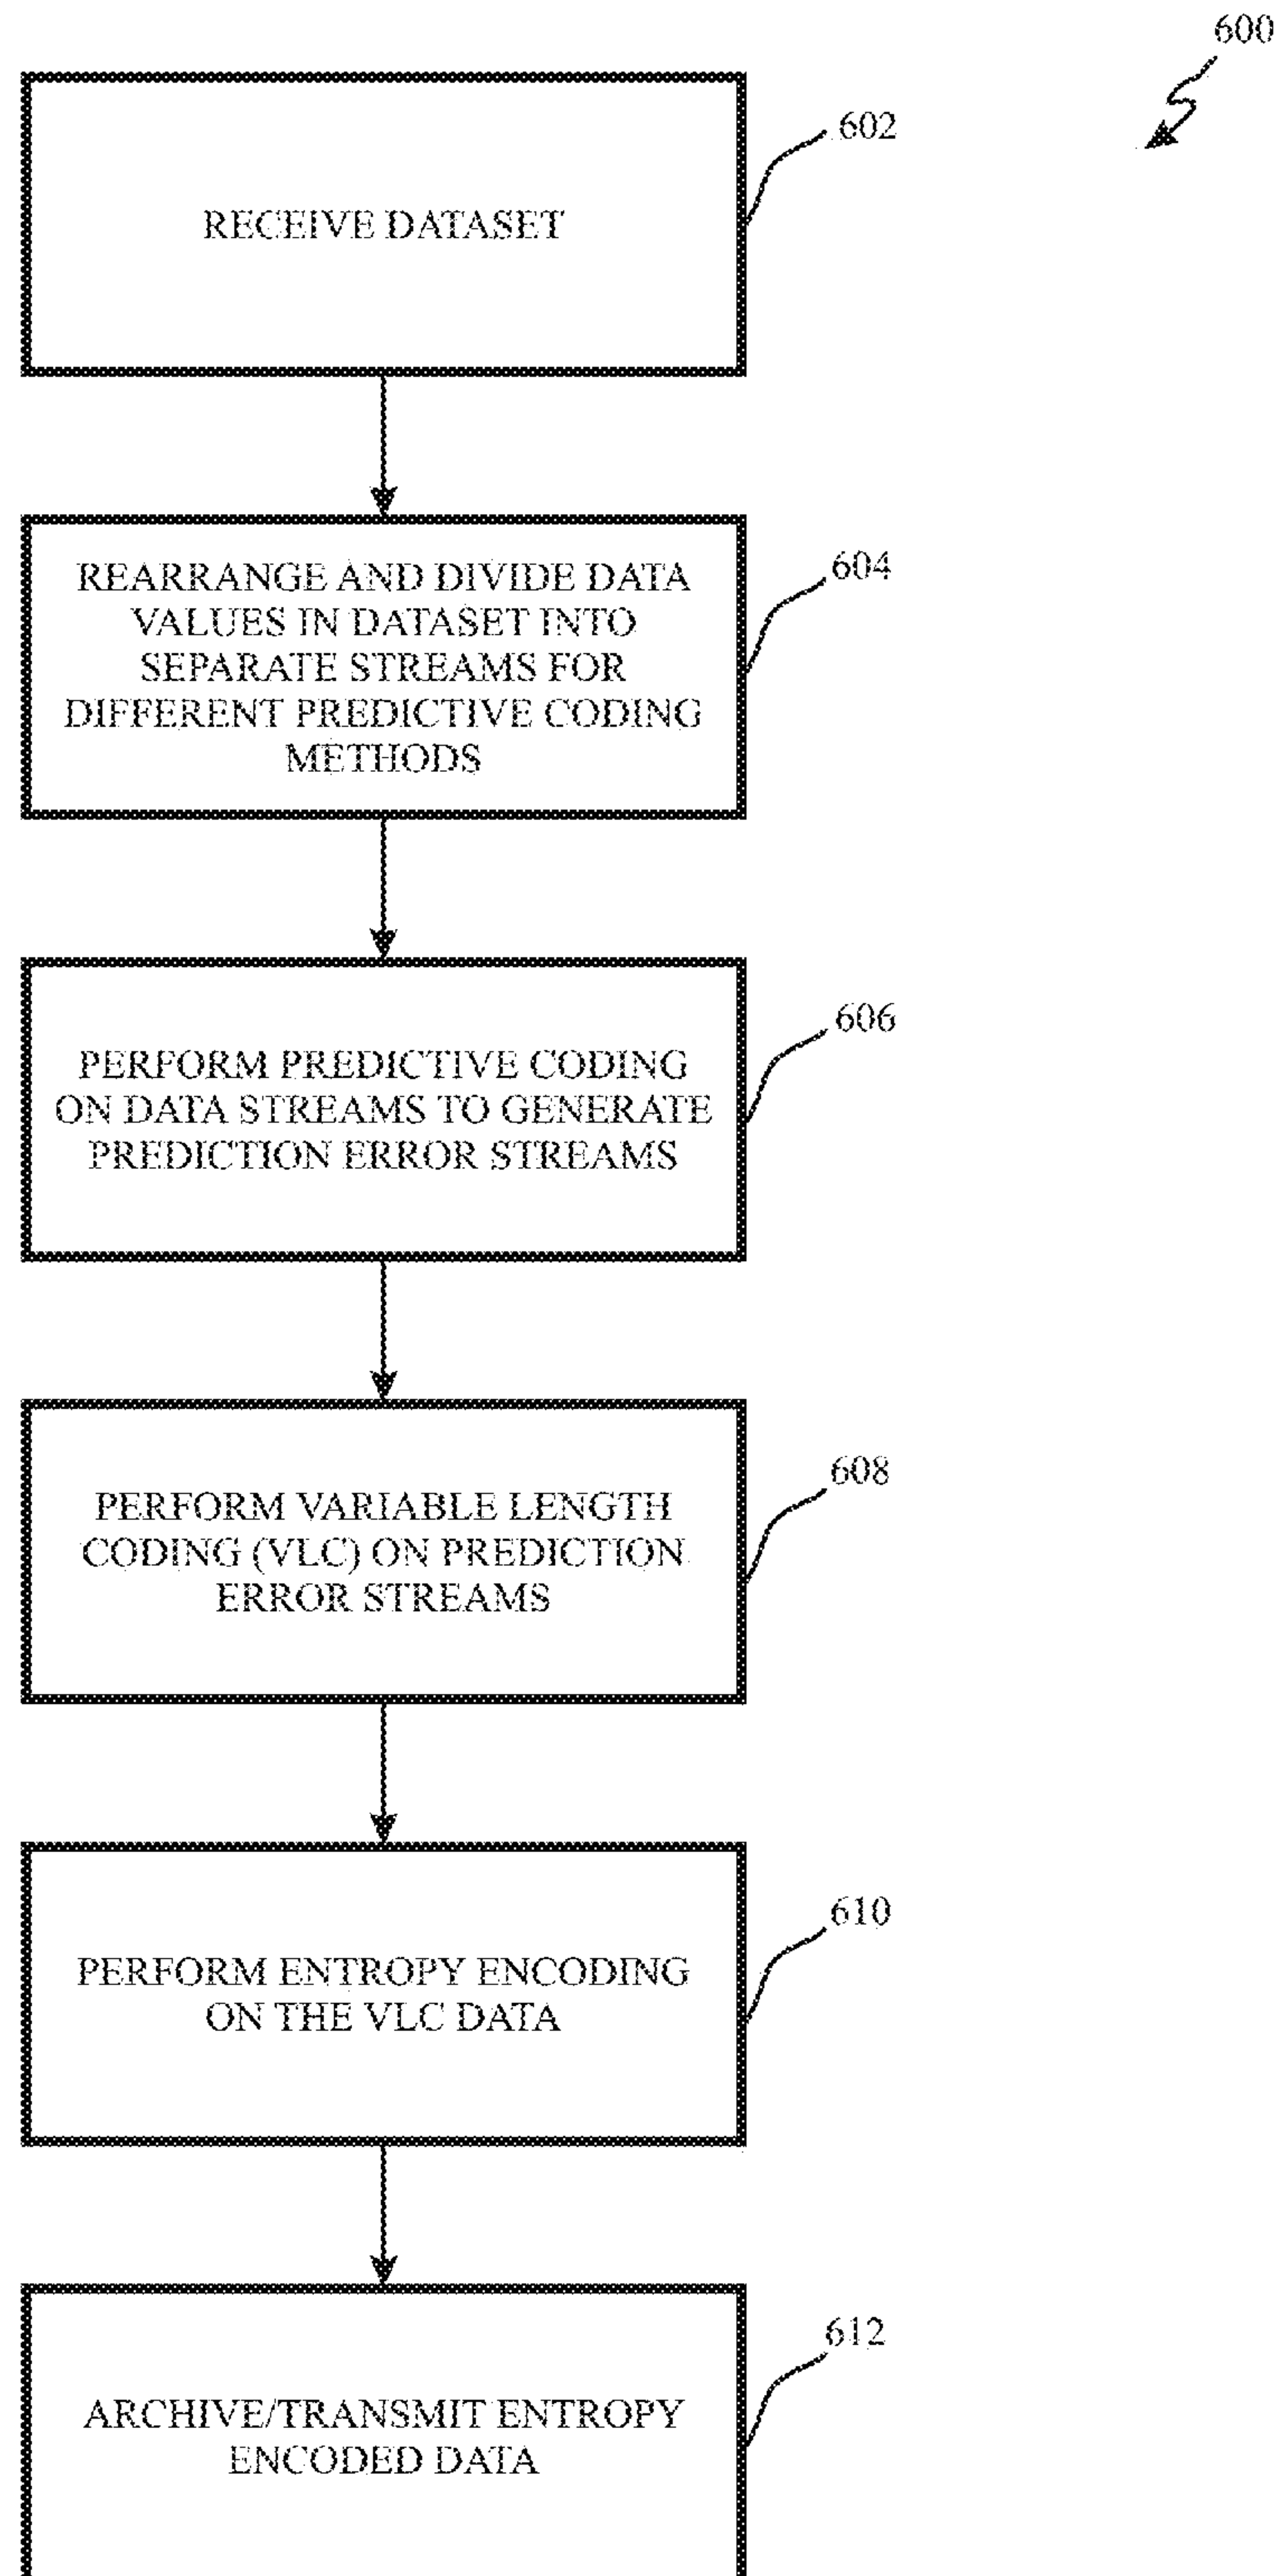 600
602
RECEIVE DATASET
604
REARRANGE AND DIVIDE DATA
VALUES IN DATASET INTO
SEPARATE STREAMS FOR
DIFFERENT PREDICTIVE CODING
METHODS
606
PERFORM PREDICTIVE CODING
ON DATA STREAMS TO GENERATE
PREDICTION ERROR STREAMS
608
PERFORM VARIABLE LENGTH
CODING (VLC) ON PREDICTION
ERROR STREAMS
610
PERFORM ENTROPY ENCODING
ON THE VLC DATA
612
ARCHIVE/TRANSMIT ENTROPY
ENCODED DATA